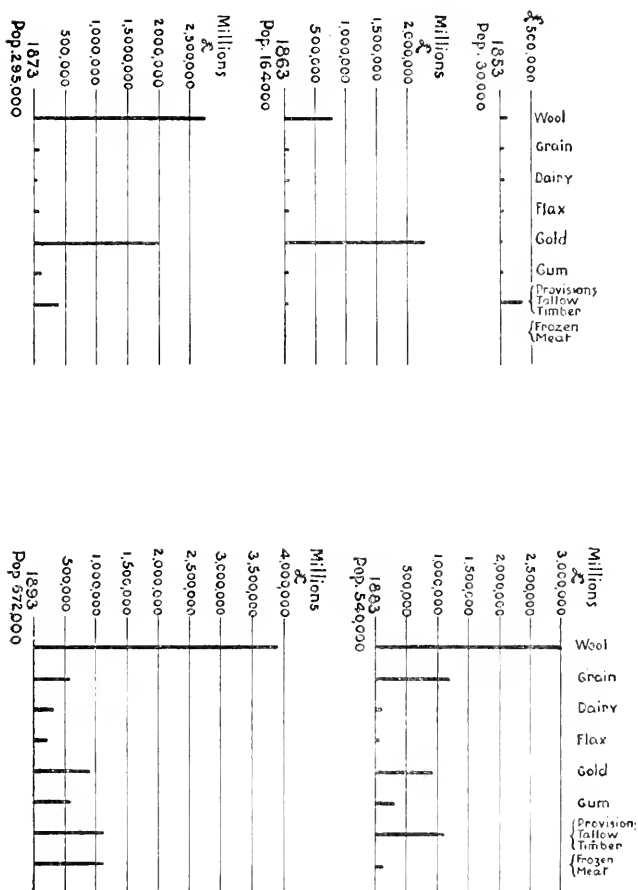 £500,000
1853
Pop. 30,000
Wool
Grain
Dairy
Flax
Gold
Gum
Provisions
Tallow
Timber
Frozen
Meat
Millions
£
2,000,000
1,500,000
1,000,000
500,000
1863
Pop. 164000
Millions
£
2,500,000
2000,000
1,5000,000
1,000,000
500,000
1873
Pop. 295,000
Millions
£
3,000,000
2,500,000
2,000,000
1,500,000
1,000,000
500,000
1883
Pop. 540,000
Wool
Grain
Dairy
Flax
Gold
Gum
Provisions
Tallow
Timber
Frozen
Meat
Millions
£
4,000,000
3,500,000
3,000,000
2,500,000
2,000,000
1,500,000
1,000,000
500,000
1893
Pop 672,000